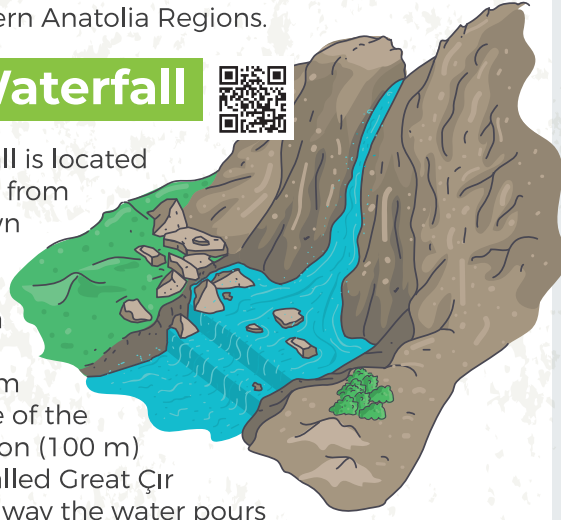 ern Anatolia Regions.
Waterfall
ll is located
from
vn
m
e of the
on (100 m)
alled Great Çır
way the water pours